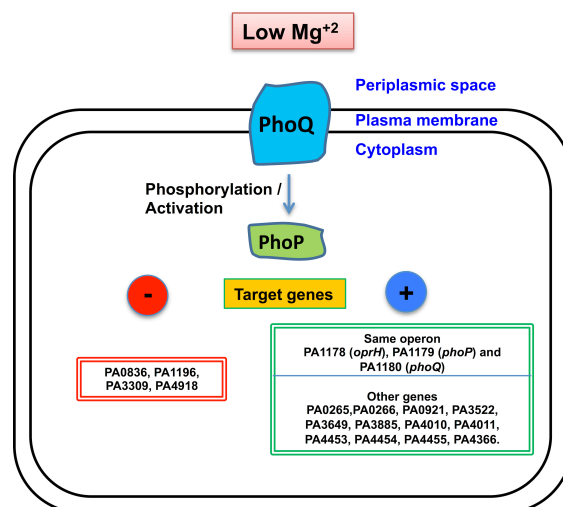 Low Mg+2
Periplasmic space
PhoQ
Plasma membrane
Cytoplasm
Phosphorylation /
Activation
PhoP
-
Target genes
+
Same operon
PA1178 (oprH), PA1179 (phoP) and
PA1180 (phoQ)
PA0836, PA1196,
PA3309, PA4918
Other genes
PA0265,PA0266, PA0921, PA3522,
PA3649, PA3885, PA4010, PA4011,
PA4453, PA4454, PA4455, PA4366.